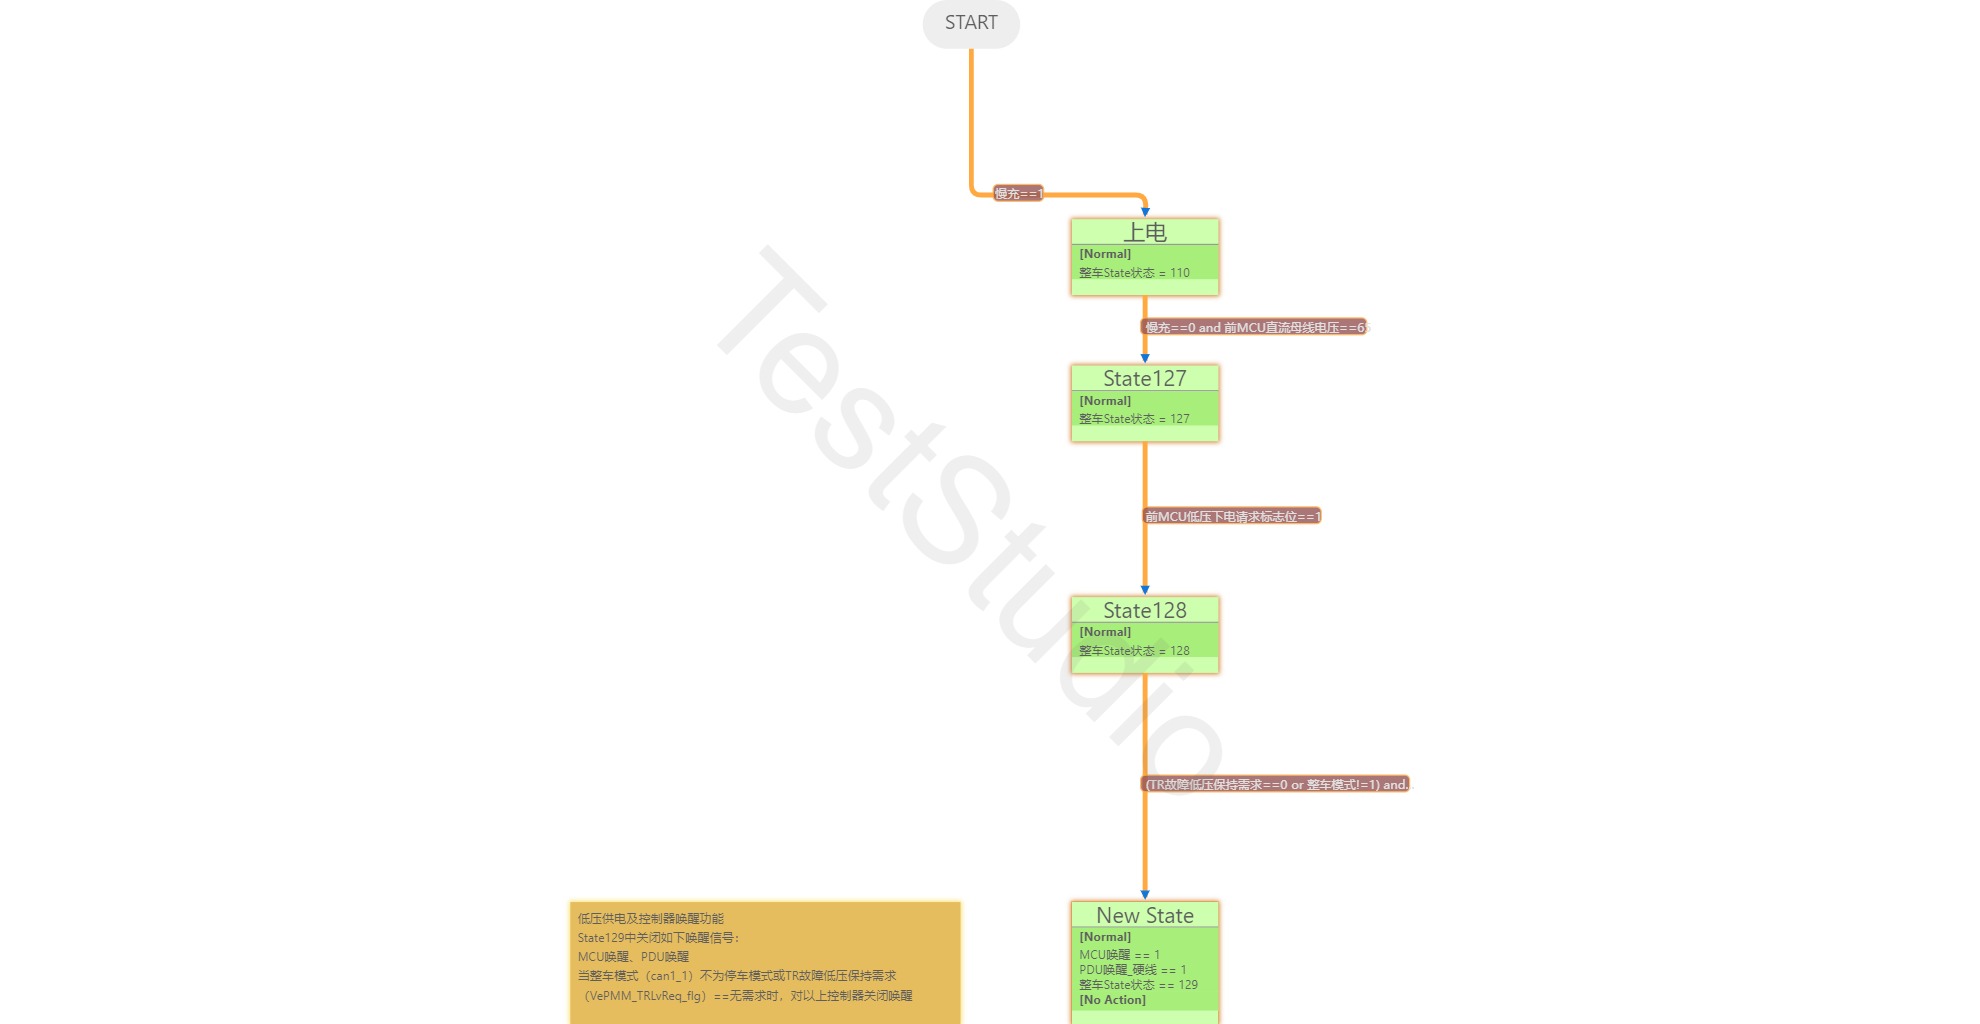 START
慢充==1
上电
[Normal]
整车State状态 = 110
慢充==0 and 前MCU直流母线电压==6
State127
[Normal]
整车State状态 = 127
前MCU低压下电请求标志位==1
State128
[Normal]
整车State状态 = 128
(TR故障低压保持需求==0 or 整车模式!=1) and.
New State
[Normal]
MCU唤醒 == 1
PDU唤醒_硬线 == 1
整车State状态 == 129
[No Action]
低压供电及控制器唤醒功能
State129中关闭如下唤醒信号：
MCU唤醒、PDU唤醒
当整车模式（can1_1）不为停车模式或TR故障低压保持需求
（VePMM_TRLvReq_flg）==无需求时，对以上控制器关闭唤醒
TestStudio